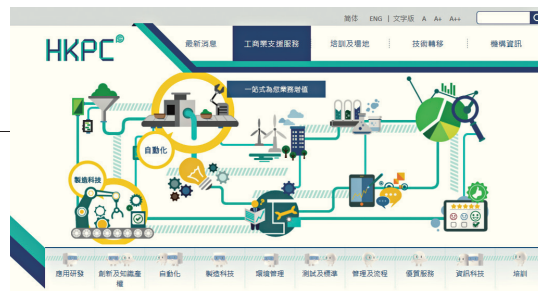 简体 ENG | 文字版 A A+ A++
HKPC®
最新消息 工商業支援服務 培訓及場地 技術轉移 機構資訊
一站式為您業務增值
自動化
製造科技
應用研發 創新及知識產權 自動化 製造科技 環境管理 測試及標準 管理及流程 優質服務 資訊科技 培訓